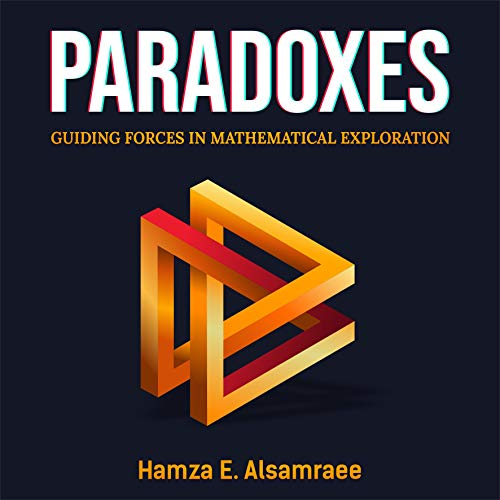 PARADOXES
GUIDING FORCES IN MATHEMATICAL EXPLORATION
Hamza E. Alsamraee